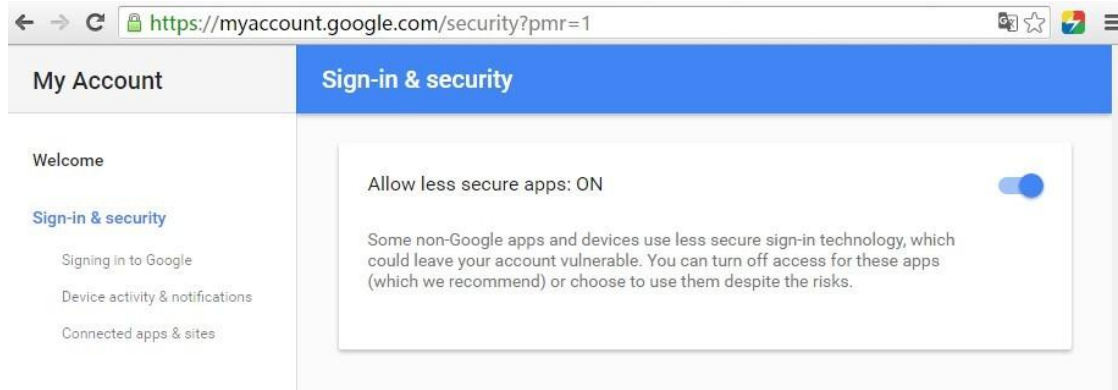 https://myaccount.google.com/security?pmr=1
My Account
Sign-in & security
Welcome
Sign-in & security
Signing in to Google
Device activity & notifications
Connected apps & sites
Allow less secure apps: ON
Some non-Google apps and devices use less secure sign-in technology, which
could leave your account vulnerable. You can turn off access for these apps
(which we recommend) or choose to use them despite the risks.